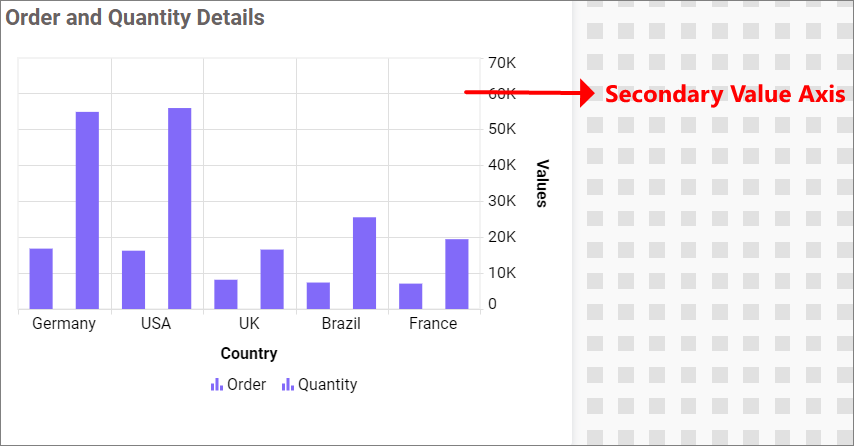 Order and Quantity Details
70K
60K
Secondary Value Axis
50K
40K
Values
30K
20K
10K
0
Germany USA UK Brazil France
Country
Order Quantity